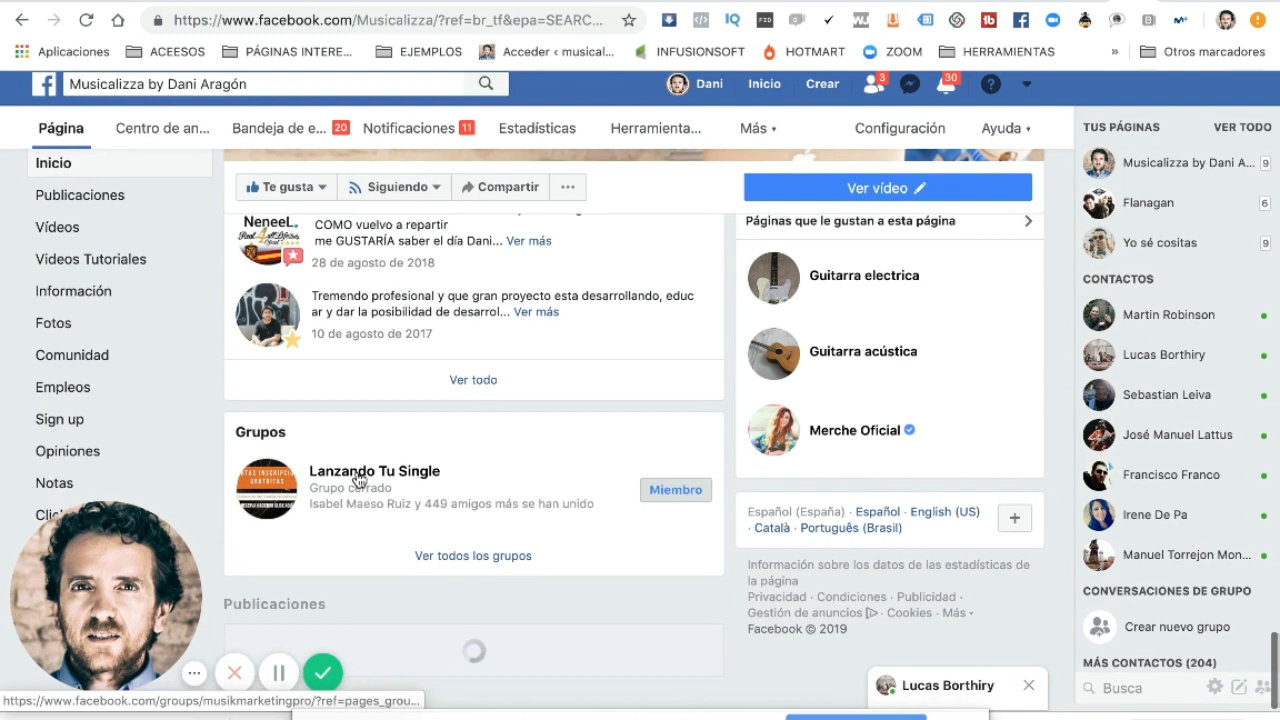 https://www.facebook.com/Musicalizza/?ref=br_tf&epa=SEARC...
Aplicaciones
ACEESOS
PÁGINAS INTERE...
EJEMPLOS
Acceder ‹ musical...
INFUSIONSOFT
HOTMART
ZOOM
HERRAMIENTAS
»
Otros marcadores
Musicalizza by Dani Aragón
Dani
Inicio
Crear
3
30
Página
Centro de an...
Bandeja de e... 20
Notificaciones 11
Estadísticas
Herramienta...
Más
Configuración
Ayuda
Inicio
Publicaciones
Vídeos
Videos Tutoriales
Información
Fotos
Comunidad
Empleos
Sign up
Opiniones
Notas
Te gusta
Siguiendo
Compartir
...
Ver vídeo
NeneeL.
COMO vuelvo a repartir
me GUSTARÍA saber el día Dani... Ver más
28 de agosto de 2018
Tremendo profesional y que gran proyecto esta desarrollando, educ
ar y dar la posibilidad de desarrol... Ver más
10 de agosto de 2017
Ver todo
Grupos
Lanzando Tu Single
Grupo cerrado
Isabel Maeso Ruiz y 449 amigos más se han unido
Miembro
Ver todos los grupos
Publicaciones
Páginas que le gustan a esta página
Guitarra electrica
Guitarra acústica
Merche Oficial
Español (España) · Español · English (US)
· Català · Português (Brasil)
Información sobre los datos de las estadísticas de
la página
Privacidad · Condiciones · Publicidad ·
Gestión de anuncios · Cookies · Más
Facebook © 2019
TUS PÁGINAS
VER TODO
Musicalizza by Dani A... 9
Flanagan 6
Yo sé cositas 9
CONTACTOS
Martin Robinson
Lucas Borthiry
Sebastian Leiva
José Manuel Lattus
Francisco Franco
Irene De Pa
Manuel Torrejon Mon...
CONVERSACIONES DE GRUPO
Crear nuevo grupo
MÁS CONTACTOS (204)
Busca
Lucas Borthiry
https://www.facebook.com/groups/musikmarketingpro/?ref=pages_grou...